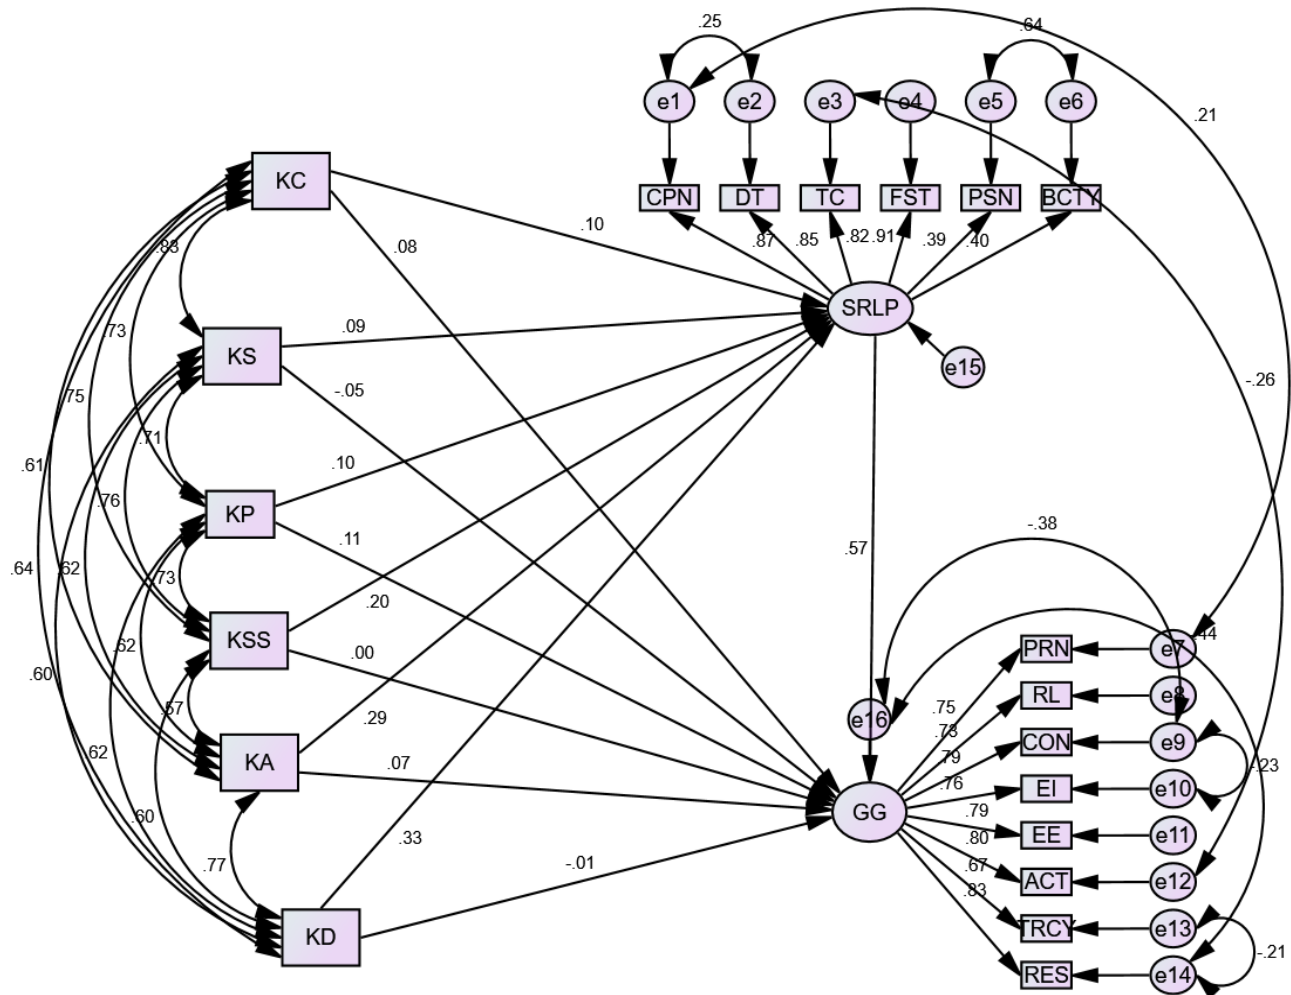 .25
.64
e1
e2
e3
e4
e5
e6
.21
KC
CPN
DT
TC
FST
PSN
BCTY
.83
.08
.10
.87
.85
.82
.91
.39
.40
SRLP
.73
KS
.09
e15
-.05
-.26
.75
.71
.10
.61
.76
KP
.11
-.38
.57
.64
.62
.73
.20
KSS
.62
.00
PRN
e7
.44
.60
RL
e8
.57
.29
.75
e16
.73
CON
e9
.62
KA
.07
.79
-.23
.76
EI
e10
.60
GG
.79
EE
e11
.33
.80
.77
-.01
.67
ACT
e12
.83
KD
TRCY
e13
-.21
RES
e14